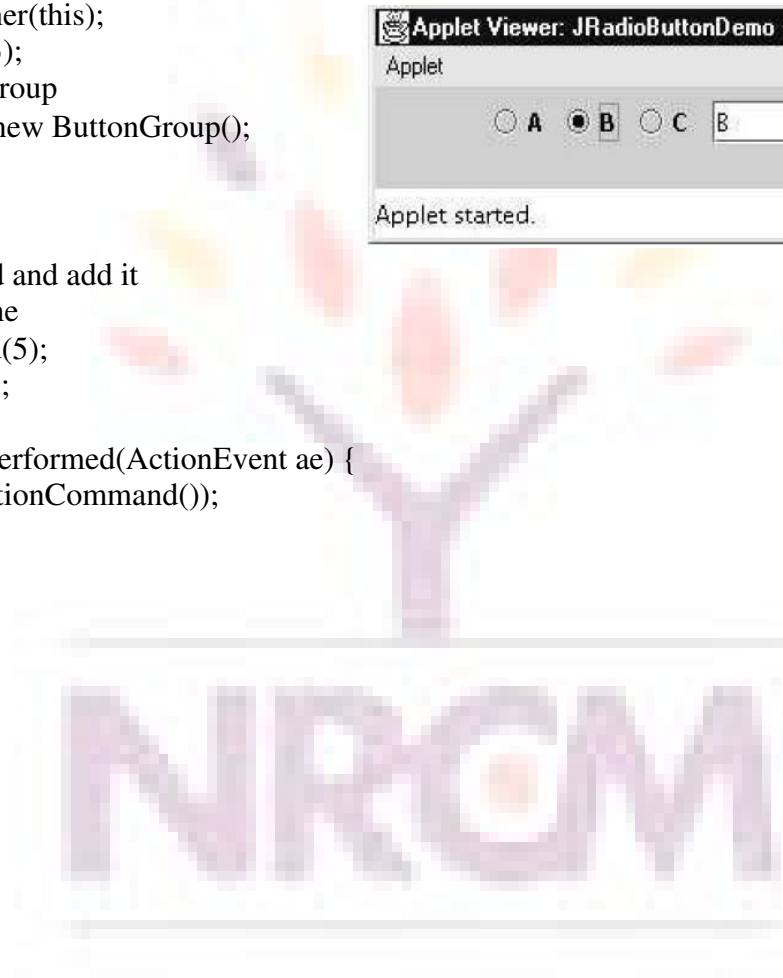 ner(this);
);
roup
new ButtonGroup();
d and add it
ne
(5);
;
erformed(ActionEvent ae) {
tionCommand());
Applet Viewer: JRadioButtonDemo
Applet
A B C B
Applet started.
NRCM